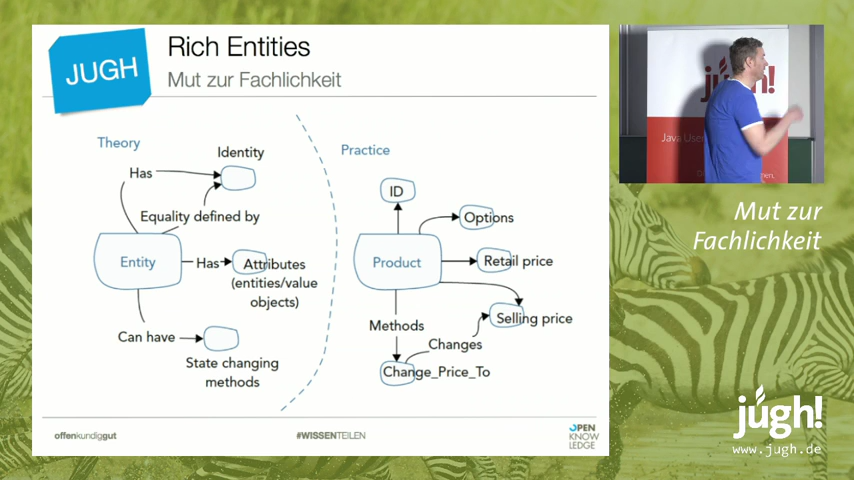 JUGH
Rich Entities
Mut zur Fachlichkeit
Theory
Identity
Has
Equality defined by
Entity
Has
Attributes
(entities/value
objects)
Can have
State changing
methods
Practice
ID
Options
Product
Retail price
Selling price
Methods
Changes
Change_Price_To
offenkundiggut
#WISSENTEILEN
OPEN
KNOW
LEDGE
jugh!
Java Use
Mut zur
Fachlichkeit
jugh!
www.jugh.de